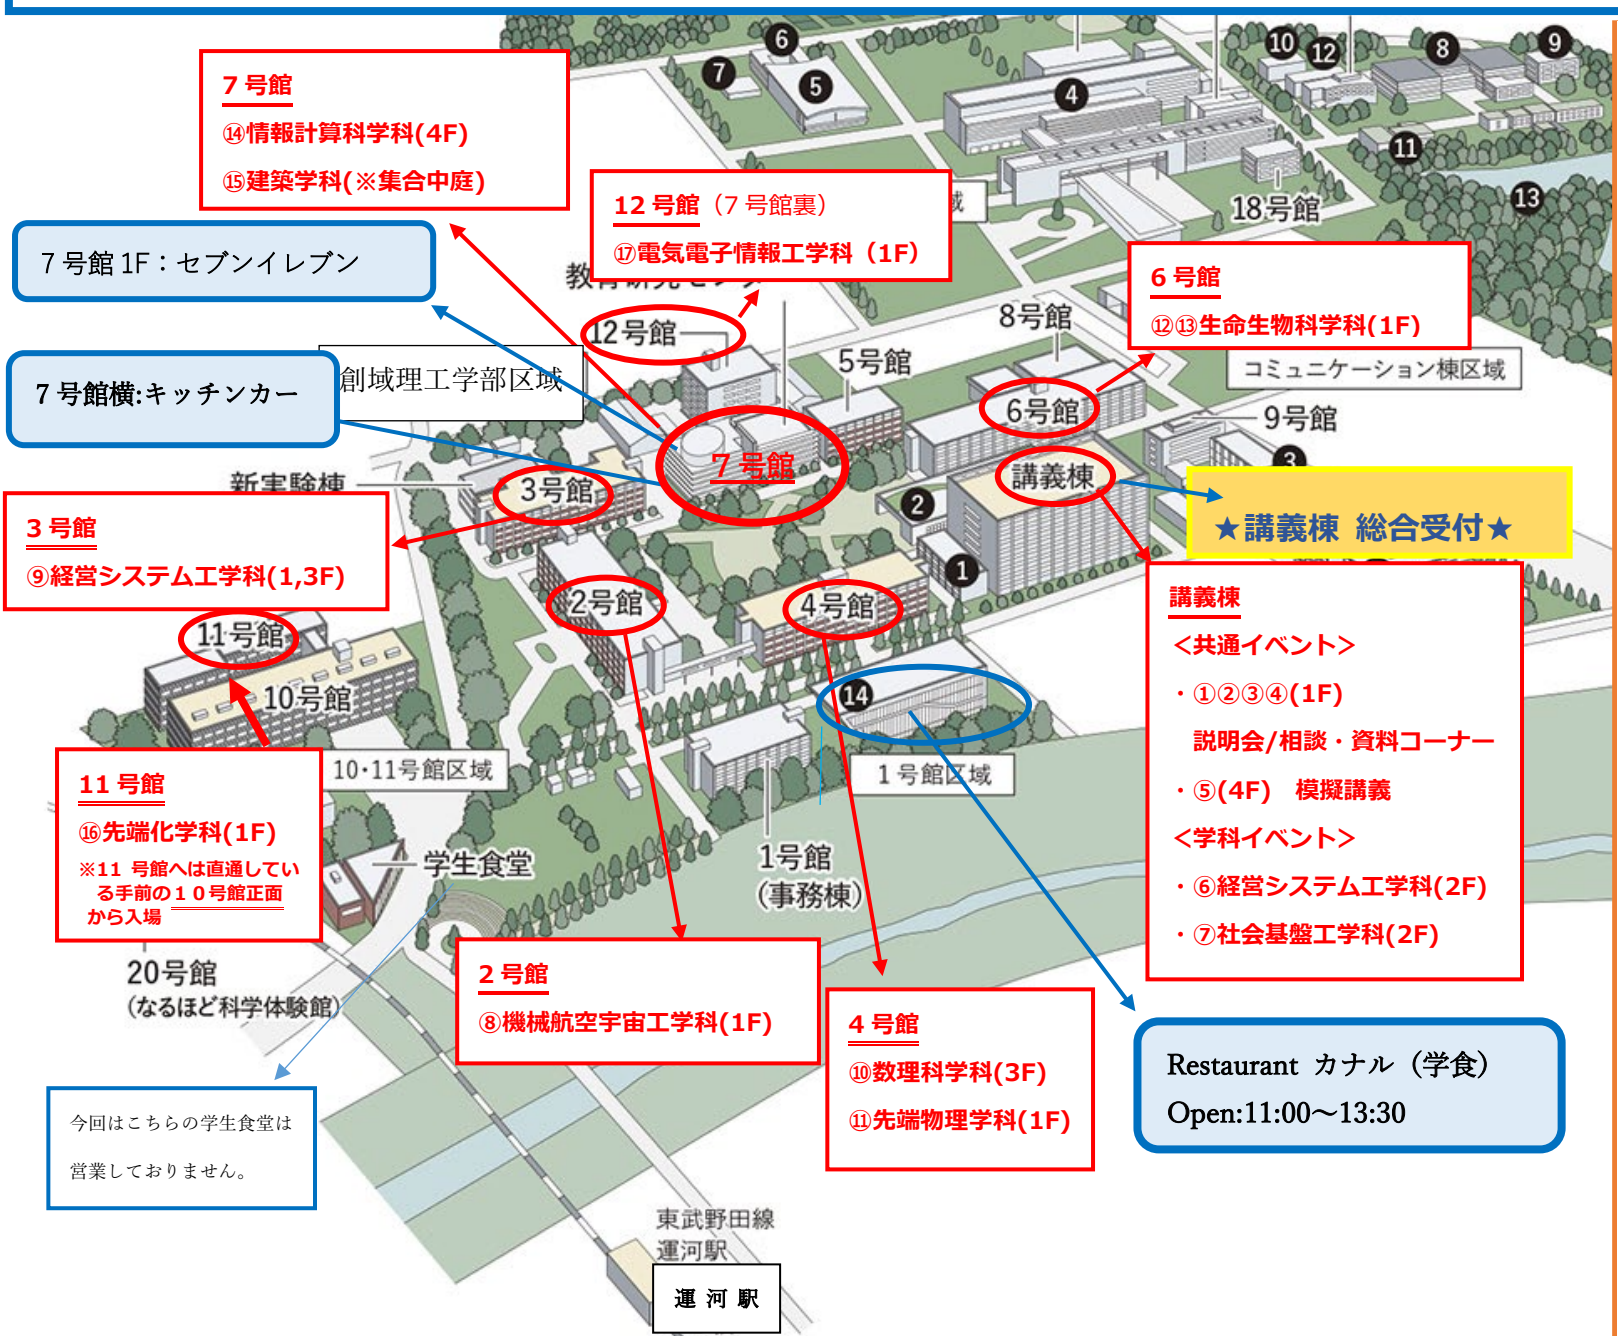 6
7
5
4
10
12
8
9
11
13
18号館
域
7 号館
⑭情報計算科学科(4F)
⑮建築学科(※集合中庭)
12 号館（7 号館裏）
⑰電気電子情報工学科（1F）
7 号館 1F：セブンイレブン
6 号館
⑫⑬生命生物科学科(1F)
12号館
8号館
5号館
コミュニケーション棟区域
7 号館横:キッチンカー
創域理工学部区域
6号館
9号館
3
7 号館
講義棟
新実験棟
3号館
2
★講義棟 総合受付★
3 号館
⑨経営システム工学科(1,3F)
1
2号館
4号館
11号館
10号館
14
講義棟
＜共通イベント＞
・①②③④(1F)
説明会/相談・資料コーナー
・⑤(4F) 模擬講義
＜学科イベント＞
・⑥経営システム工学科(2F)
・⑦社会基盤工学科(2F)
10・11号館区域
1号館区域
11 号館
⑯先端化学科(1F)
※11 号館へは直通してい
る手前の１０号館正面
から入場
学生食堂
1号館
(事務棟)
20号館
(なるほど科学体験館)
2 号館
⑧機械航空宇宙工学科(1F)
4 号館
⑩数理科学科(3F)
⑪先端物理学科(1F)
Restaurant カナル（学食）
Open:11:00～13:30
今回はこちらの学生食堂は
営業しておりません。
東武野田線
運河駅
運 河 駅